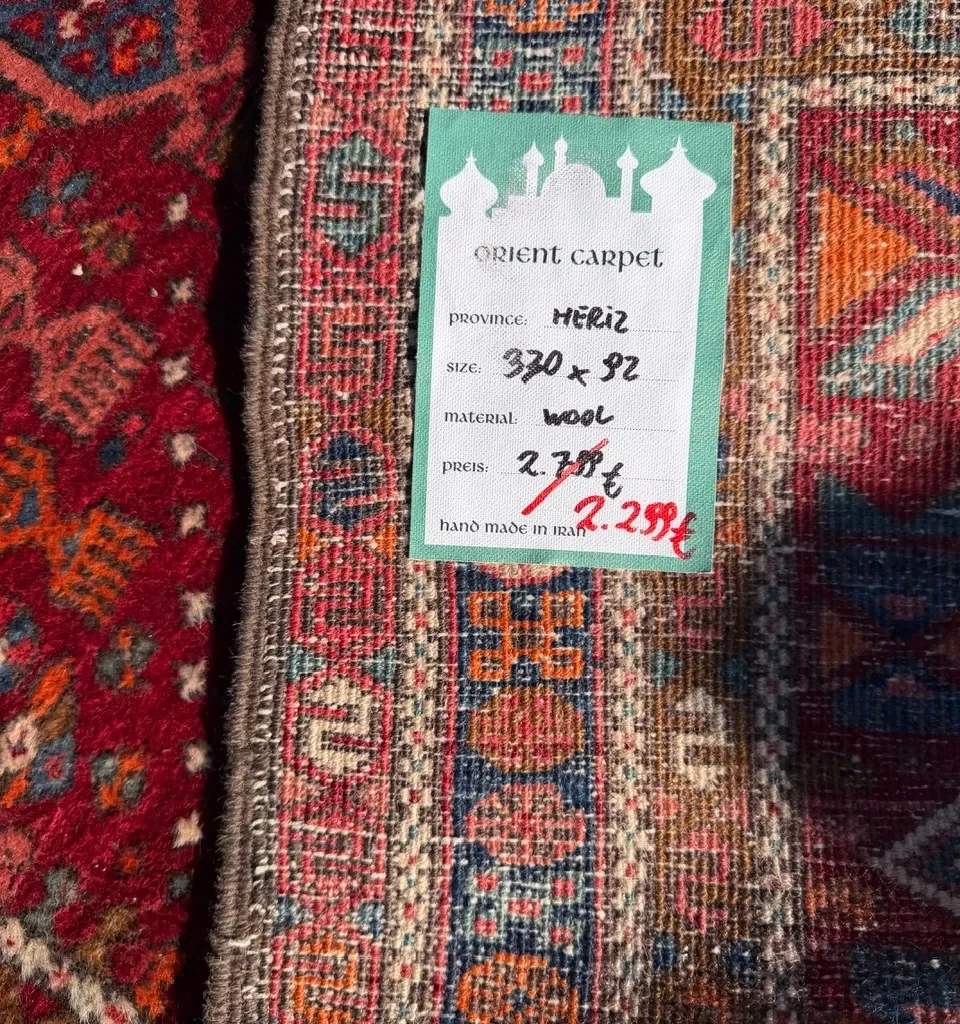 ORIENT CARPET
PROVINCE: HERIZ
SIZE: 330 x 92
MATERIAL: WOOL
PREIS: 2.799 €
2.299€
HAND MADE IN IRAN